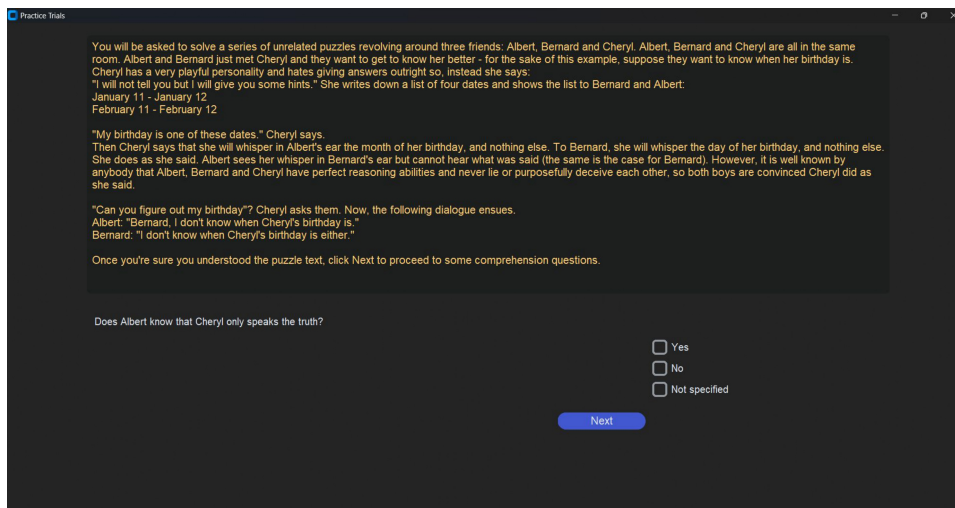 Practice Trials
You will be asked to solve a series of unrelated puzzles revolving around three friends: Albert, Bernard and Cheryl. Albert, Bernard and Cheryl are all in the same
room. Albert and Bernard just met Cheryl and they want to get to know her better - for the sake of this example, suppose they want to know when her birthday is.
Cheryl has a very playful personality and hates giving answers outright so, instead she says:
"I will not tell you but I will give you some hints." She writes down a list of four dates and shows the list to Bernard and Albert:
January 11 - January 12
February 11 - February 12
"My birthday is one of these dates." Cheryl says.
Then Cheryl says that she will whisper in Albert's ear the month of her birthday, and nothing else. To Bernard, she will whisper the day of her birthday, and nothing else.
She does as she said. Albert sees her whisper in Bernard's ear but cannot hear what was said (the same is the case for Bernard). However, it is well known by
anybody that Albert, Bernard and Cheryl have perfect reasoning abilities and never lie or purposefully deceive each other, so both boys are convinced Cheryl did as
she said.
"Can you figure out my birthday"? Cheryl asks them. Now, the following dialogue ensues.
Albert: "Bernard, I don't know when Cheryl's birthday is."
Bernard: "I don't know when Cheryl's birthday is either."
Once you're sure you understood the puzzle text, click Next to proceed to some comprehension questions.
Does Albert know that Cheryl only speaks the truth?
Yes
No
Not specified
Next